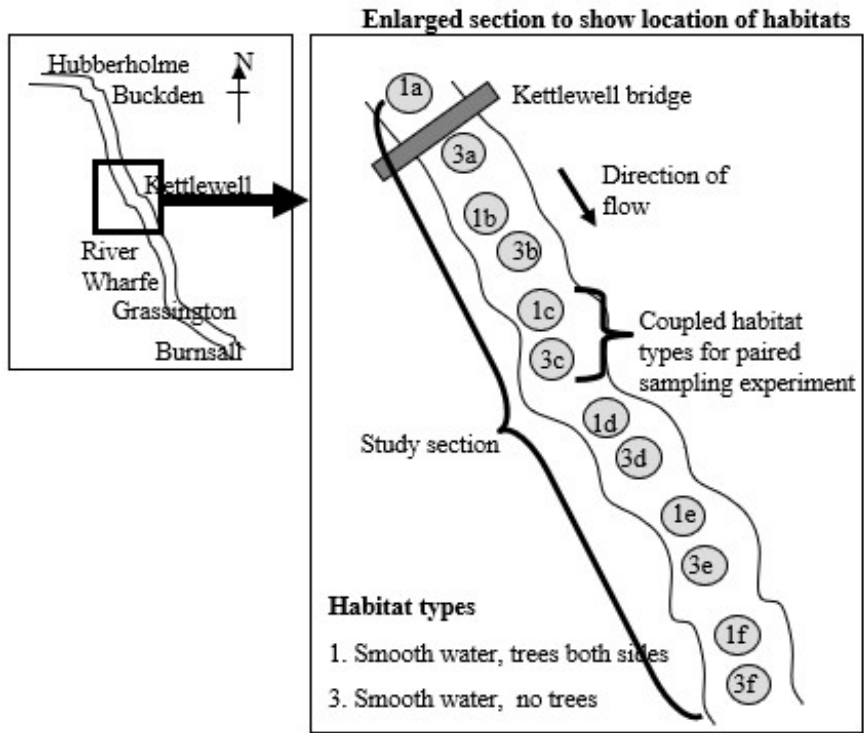 Enlarged section to show location of habitats
Hubberholme
N
Buckden
Kettlewell
River
Wharfe
Grassington
Burnsall
1a
Kettlewell bridge
3a
Direction of
flow
1b
3b
1c
3c
Coupled habitat
types for paired
sampling experiment
1d
3d
Study section
1e
3e
1f
3f
Habitat types
1. Smooth water, trees both sides
3. Smooth water, no trees